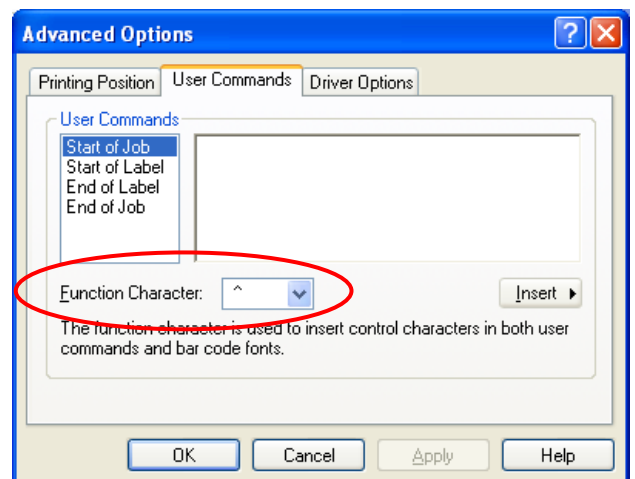 Advanced Options
Printing Position User Commands Driver Options
User Commands
Start of Job
Start of Label
End of Label
End of Job
Function Character: ^ Insert
The function character is used to insert control characters in both user
commands and bar code fonts.
OK Cancel Apply Help